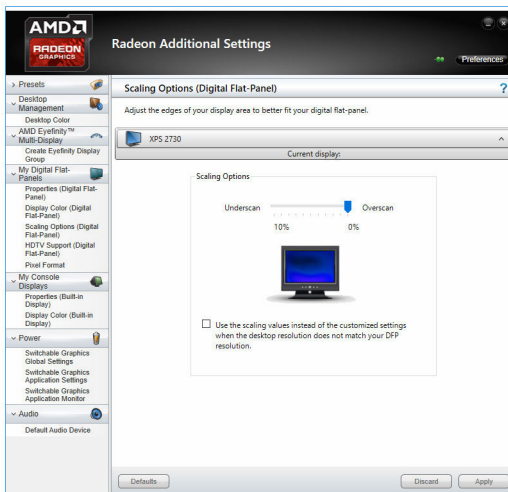 AMD
RADEON
GRAPHICS
Radeon Additional Settings
Preferences
Presets
Desktop
Management
Desktop Color
AMD Eyefinity™
Multi-Display
Create Eyefinity Display
Group
My Digital Flat-
Panels
Properties (Digital Flat-
Panel)
Display Color (Digital
Flat-Panel)
Scaling Options (Digital
Flat-Panel)
HDTV Support (Digital
Flat-Panel)
Pixel Format
My Console
Displays
Properties (Built-in
Display)
Display Color (Built-in
Display)
Power
Switchable Graphics
Global Settings
Switchable Graphics
Application Settings
Switchable Graphics
Application Monitor
Audio
Default Audio Device
Scaling Options (Digital Flat-Panel)
?
Adjust the edges of your display area to better fit your digital flat-panel.
XPS 2730
Current display:
Scaling Options
Underscan Overscan
10% 0%
Use the scaling values instead of the customized settings
when the desktop resolution does not match your DFP
resolution.
Defaults Discard Apply